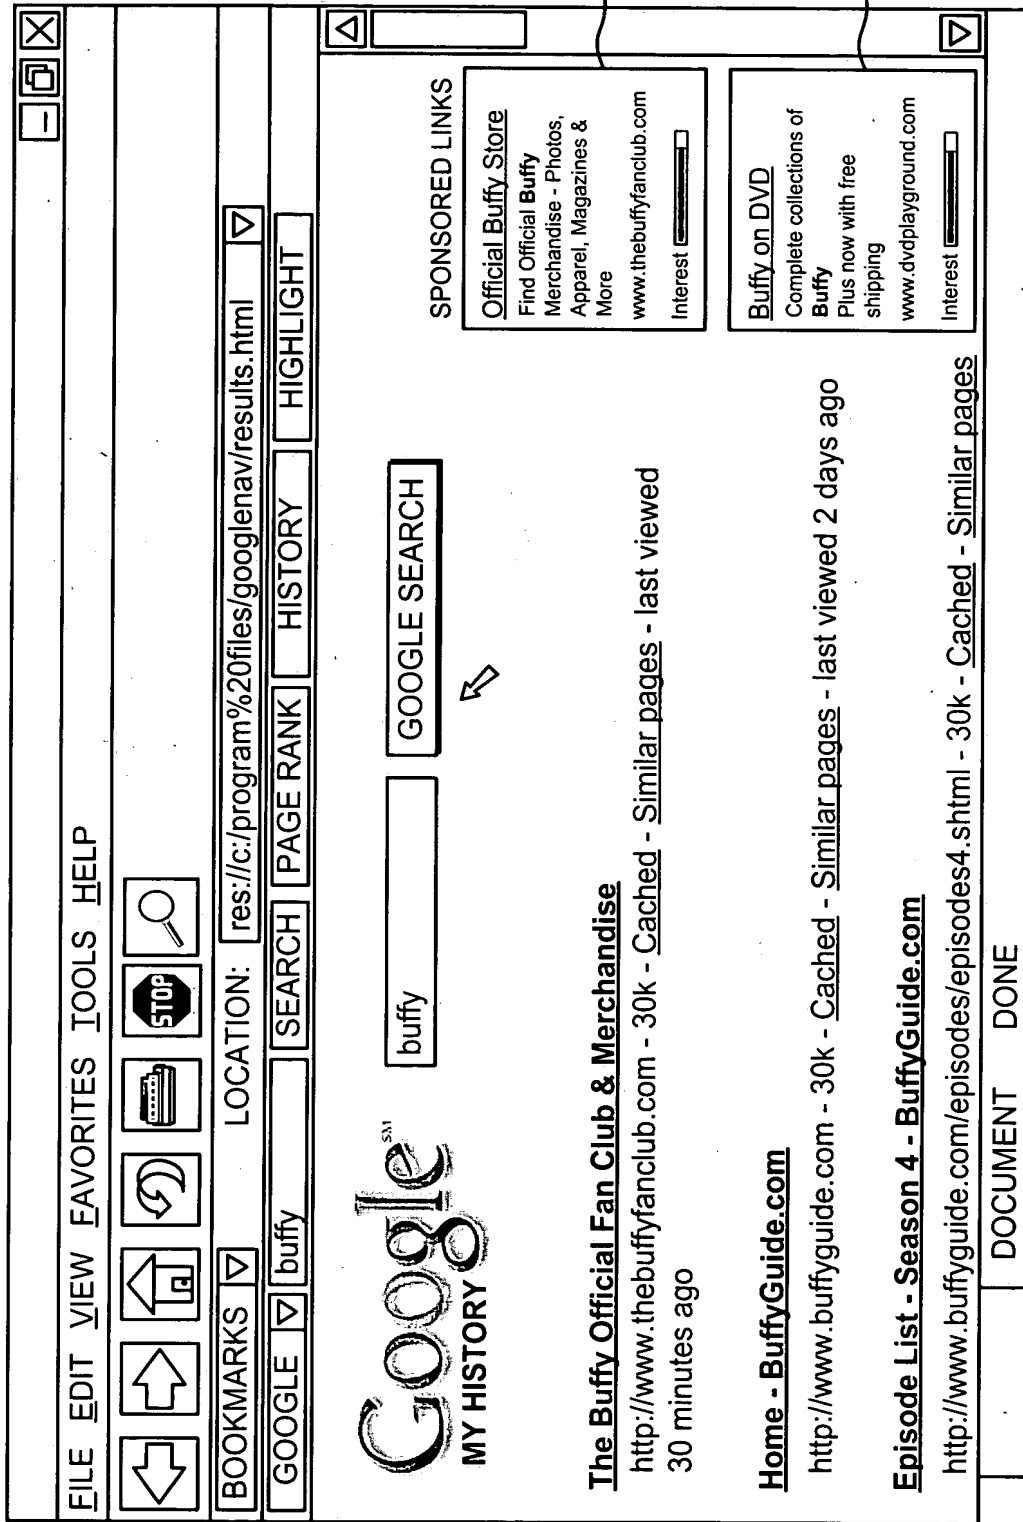 FILE EDIT VIEW FAVORITES TOOLS HELP
STOP
BOOKMARKS LOCATION: res://c:/program%20files/googlenav/results.html
GOOGLE buffy SEARCH PAGE RANK HISTORY HIGHLIGHT
Google SM
MY HISTORY
buffy GOOGLE SEARCH
The Buffy Official Fan Club & Merchandise
http://www.thebuffyfanclub.com - 30k - Cached - Similar pages - last viewed
30 minutes ago
Home - BuffyGuide.com
http://www.buffyguide.com - 30k - Cached - Similar pages - last viewed 2 days ago
Episode List - Season 4 - BuffyGuide.com
http://www.buffyguide.com/episodes/episodes4.shtml - 30k - Cached - Similar pages
SPONSORED LINKS
Official Buffy Store
Find Official Buffy
Merchandise - Photos,
Apparel, Magazines &
More
www.thebuffyfanclub.com
Interest
Buffy on DVD
Complete collections of
Buffy
Plus now with free
shipping
www.dvdplayground.com
Interest
DOCUMENT DONE